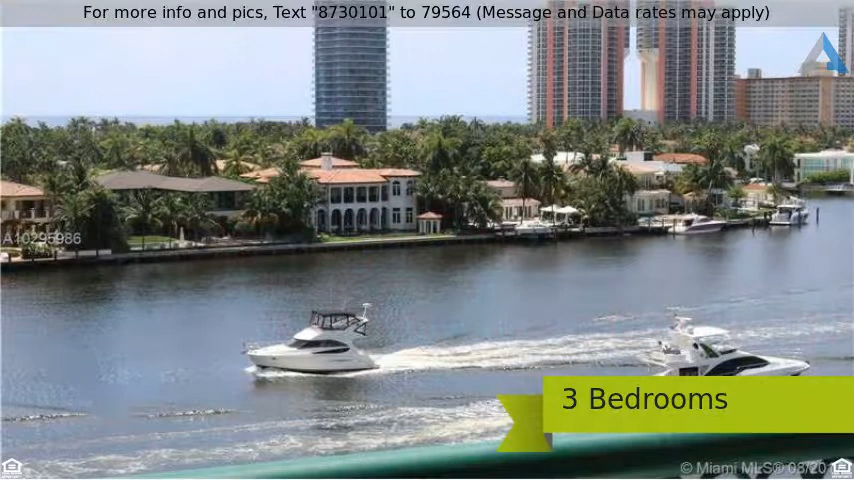 For more info and pics, Text "8730101" to 79564 (Message and Data rates may apply)
A10295986
3 Bedrooms
© Miami MLS®